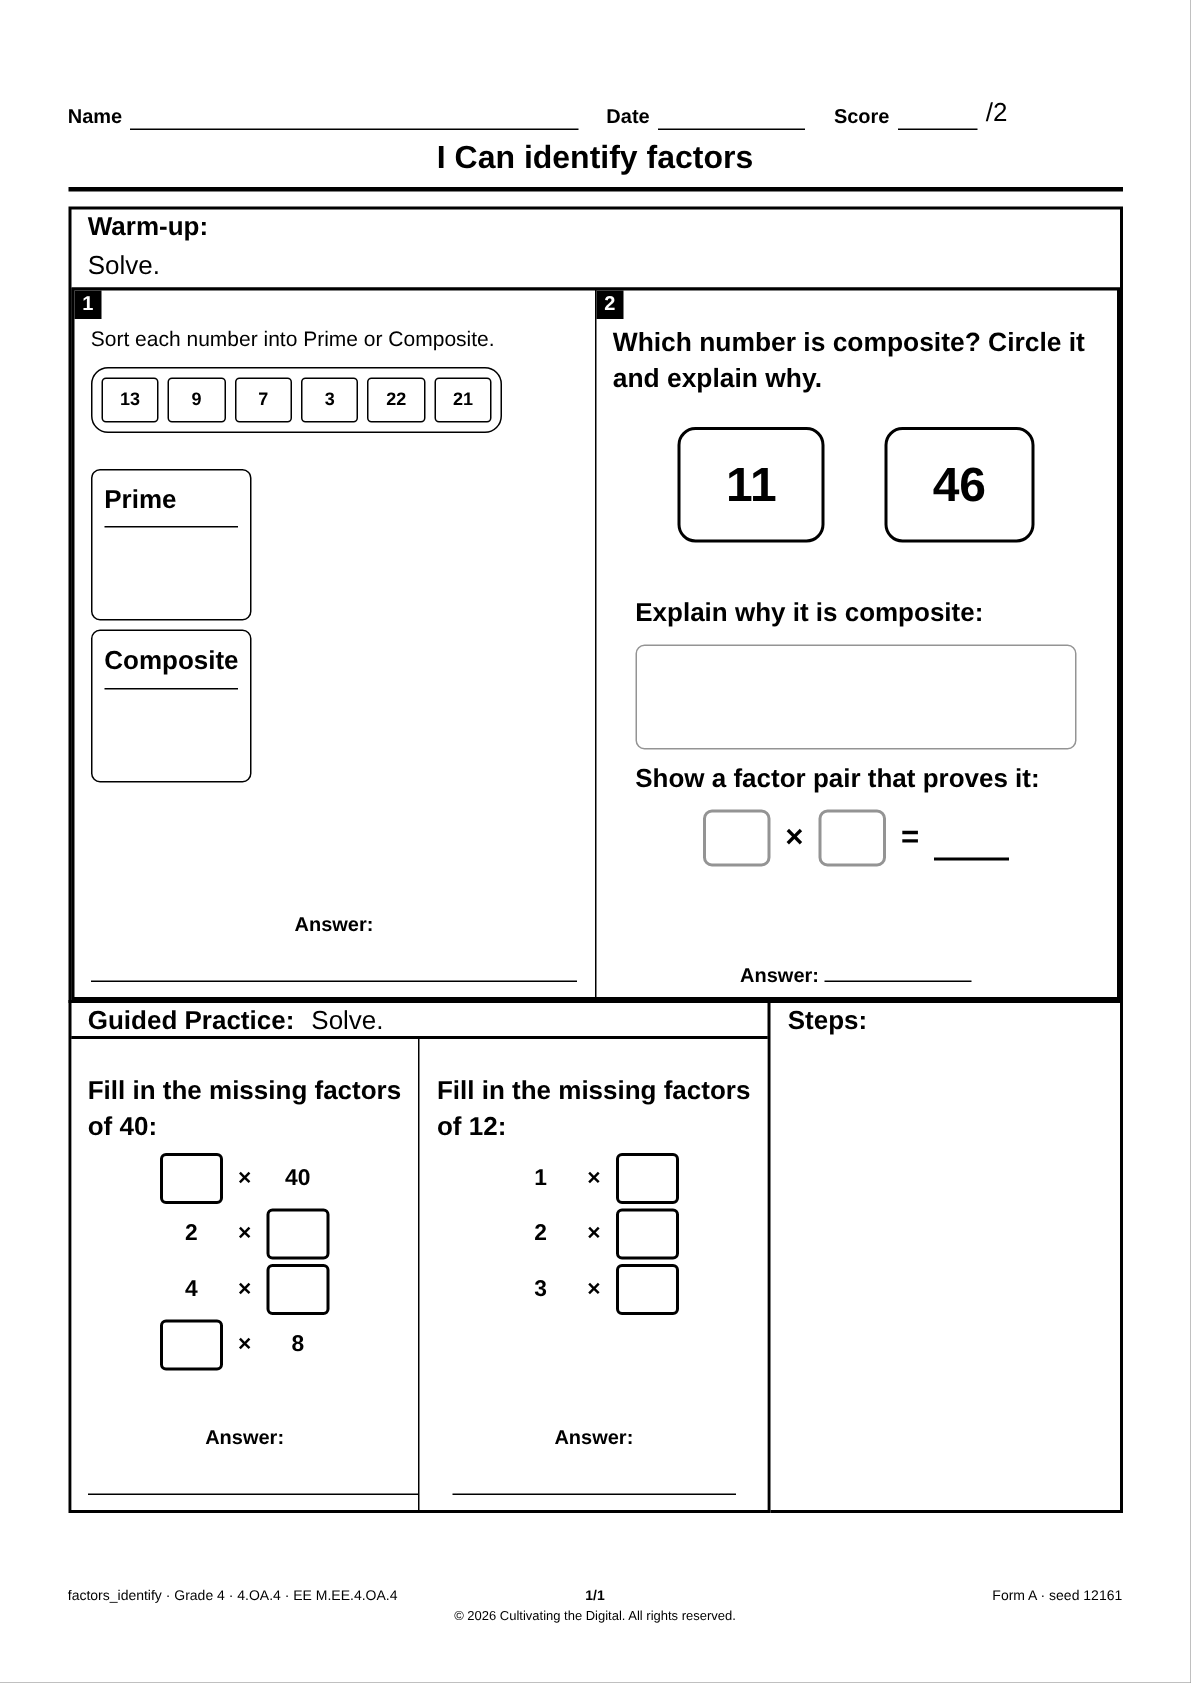 Name Date Score /2
I Can identify factors
Warm-up:
Solve.
1
Sort each number into Prime or Composite.
13 9 7 3 22 21
Prime
Composite
Answer:
2
Which number is composite? Circle it
and explain why.
11 46
Explain why it is composite:
Show a factor pair that proves it:
× =
Answer:
Guided Practice: Solve.
Fill in the missing factors
of 40:
× 40
2 ×
4 ×
× 8
Answer:
Fill in the missing factors
of 12:
1 ×
2 ×
3 ×
Answer:
Steps:
factors_identify · Grade 4 · 4.OA.4 · EE M.EE.4.OA.4 1/1 Form A · seed 12161
© 2026 Cultivating the Digital. All rights reserved.